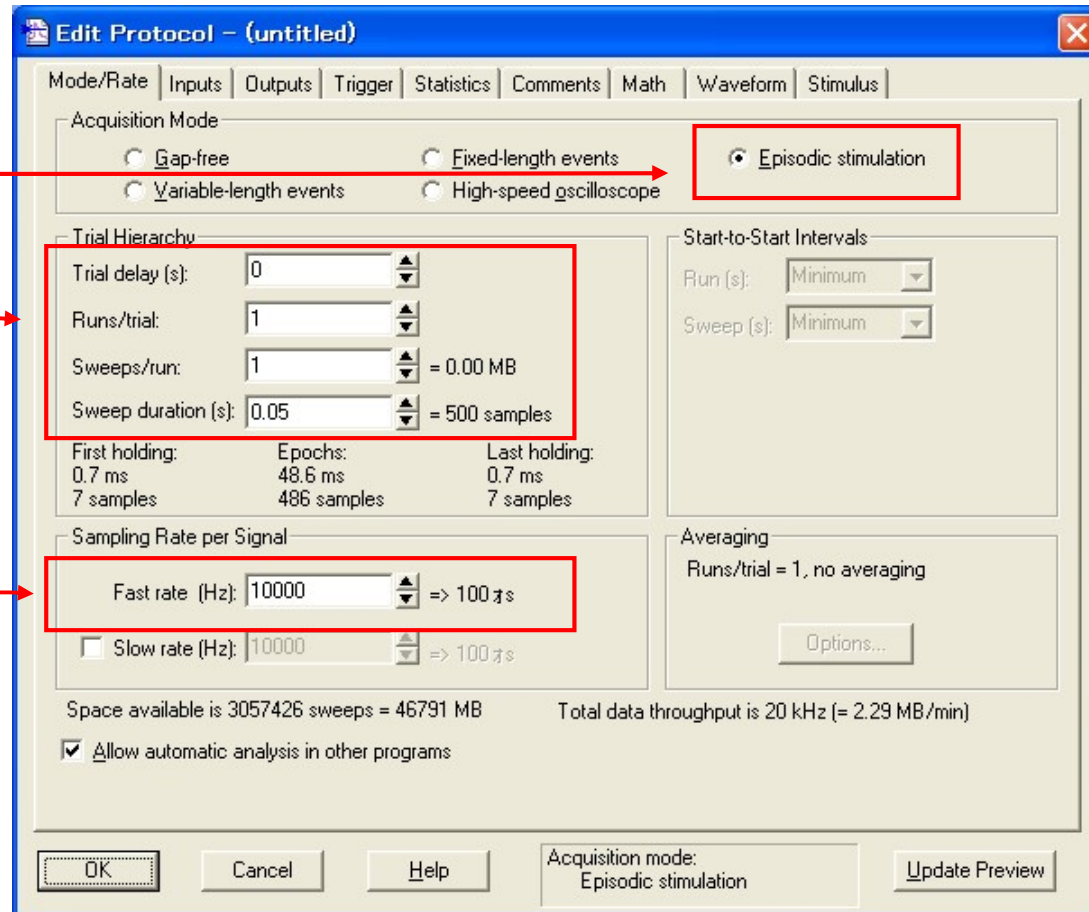 Edit Protocol - (untitled)
Mode/Rate Inputs Outputs Trigger Statistics Comments Math Waveform Stimulus
Acquisition Mode
Gap-free Fixed-length events Episodic stimulation
Variable-length events High-speed oscilloscope
Trial Hierarchy
Trial delay (s): 0
Runs/trial: 1
Sweeps/run: 1 = 0.00 MB
Sweep duration (s): 0.05 = 500 samples
First holding: Epochs: Last holding:
0.7 ms 48.6 ms 0.7 ms
7 samples 486 samples 7 samples
Start-to-Start Intervals
Run (s): Minimum
Sweep (s): Minimum
Sampling Rate per Signal
Fast rate (Hz): 10000 => 100
Slow rate (Hz): 10000 => 100
Averaging
Runs/trial = 1, no averaging
Options...
Space available is 3057426 sweeps = 46791 MB Total data throughput is 20 kHz (= 2.29 MB/min)
Allow automatic analysis in other programs
OK Cancel Help Acquisition mode: Update Preview
Episodic stimulation